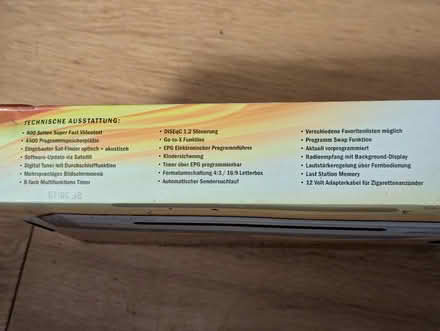 TECHNISCHE AUSSTATTUNG:
• 800 Seiten Super Fast Videotext
• 4500 Programmspeicherplätze
• Eingebauter Sat-Finder optisch + akustisch
• Software-Update via Satellit
• Digital Tuner mit Durchschleiffunktion
• Mehrsprachiges Bildschirmmenü
• 8-fach Multifunktions Timer
• DiSEqC 1.2 Steuerung
• Go-to-X Funktion
• EPG Elektronischer Programmführer
• Kindersicherung
• Timer über EPG programmierbar
• Formatumschaltung 4:3 / 16:9 Letterbox
• Automatischer Sendersuchlauf
• Verschiedene Favoritenlisten möglich
• Programm Swap Funktion
• Aktuell vorprogrammiert
• Radioempfang mit Background-Display
• Lautstärkeregelung über Fernbedienung
• Last Station Memory
• 12 Volt Adapterkabel für Zigarettenanzünder